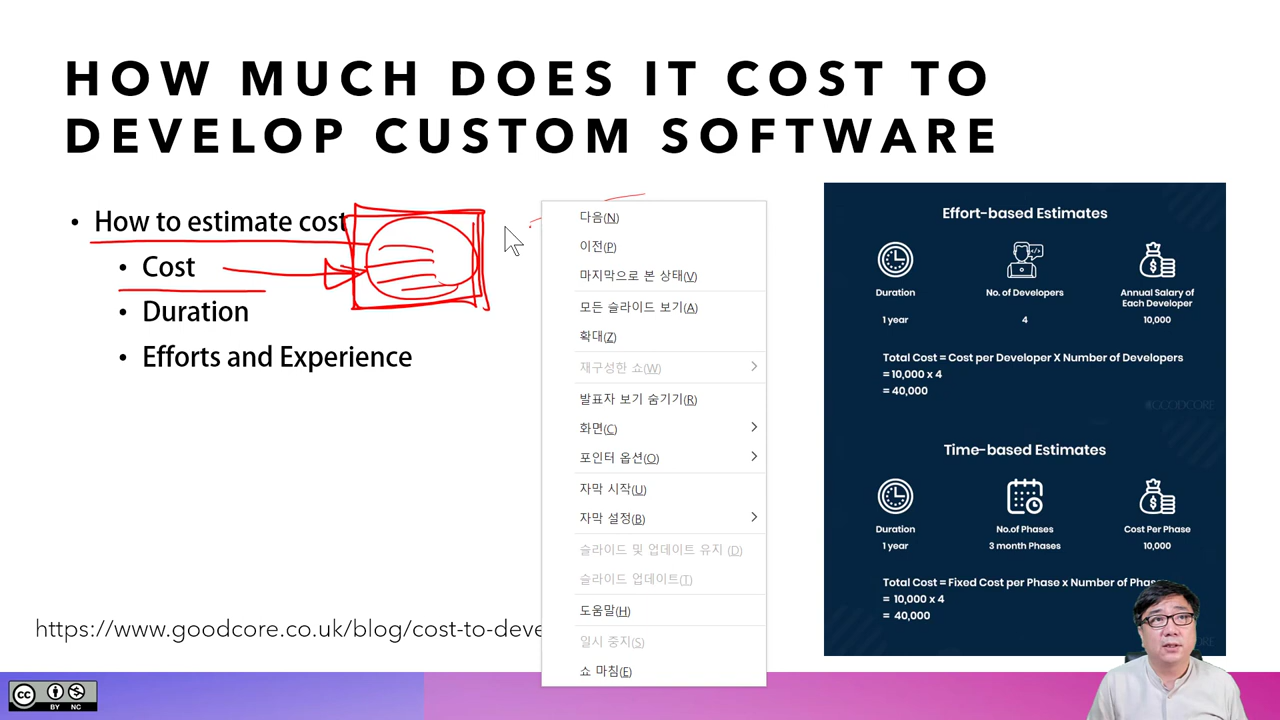 HOW MUCH DOES IT COST TO
DEVELOP CUSTOM SOFTWARE
• How to estimate cost
• Cost
• Duration
• Efforts and Experience
https://www.goodcore.co.uk/blog/cost-to-deve
다음(N)
이전(P)
마지막으로 본 상태(V)
모든 슬라이드 보기(A)
확대(Z)
재구성한 쇼(W)
발표자 보기 숨기기(R)
화면(C)
포인터 옵션(O)
자막 시작(U)
자막 설정(B)
슬라이드 및 업데이트 유지 (D)
슬라이드 업데이트(T)
도움말(H)
일시 중지(S)
쇼 마침(E)
Effort-based Estimates
Duration
No. of Developers
Annual Salary of
Each Developer
1 year
4
10,000
Total Cost = Cost per Developer X Number of Developers
= 10,000 x 4
= 40,000
GOODCORE
Time-based Estimates
Duration
No.of Phases
Cost Per Phase
1 year
3 month Phases
10,000
Total Cost = Fixed Cost per Phase x Number of Phases
= 10,000 x 4
= 40,000
cc
BY NC